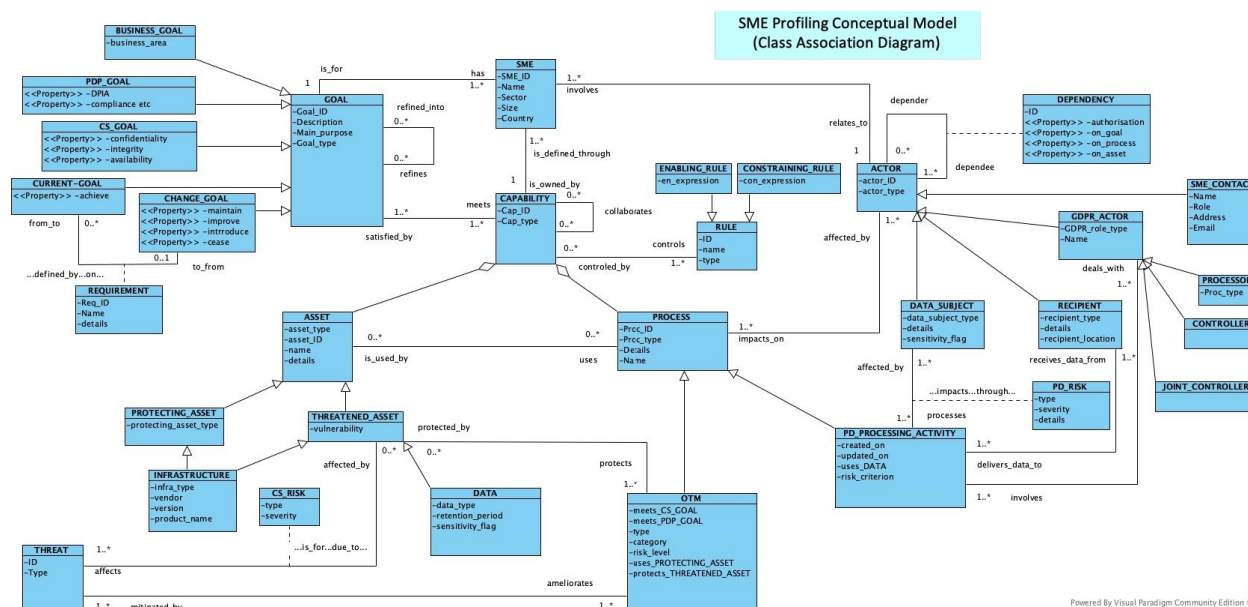 SME Profiling Conceptual Model
(Class Association Diagram)
BUSINESS_GOAL
-business_area
PDP_GOAL
<<Property>> -DPIA
<<Property>> -compliance etc
CS_GOAL
<<Property>> -confidentiality
<<Property>> -integrity
<<Property>> -availability
CURRENT-GOAL
<<Property>> -achieve
CHANGE_GOAL
<<Property>> -maintain
<<Property>> -improve
<<Property>> -introduce
<<Property>> -cease
from_to
0..*
0..1
to_from
...defined_by...on...
REQUIREMENT
-Req_ID
-Name
-details
GOAL
-Goal_ID
-Description
-Main_purpose
-Goal_type
is_for
1
has
1..*
refined_into
0..*
0..*
refines
1..*
satisfied_by
meets
1..*
SME
-SME_ID
-Name
-Sector
-Size
-Country
1..*
involves
1..*
is_defined_through
1
is_owned_by
CAPABILITY
-Cap_ID
-Cap_type
0..*
0..*
collaborates
0..*
controled_by
controls
1..*
ENABLING_RULE
-en_expression
CONSTRAINING_RULE
-con_expression
RULE
-ID
-name
-type
relates_to
1
ACTOR
-actor_ID
-actor_type
depender
0..*
1..*
dependee
DEPENDENCY
-ID
<<Property>> -authorisation
<<Property>> -on_goal
<<Property>> -on_process
<<Property>> -on_asset
SME_CONTACT
-Name
-Role
-Address
-Email
GDPR_ACTOR
-GDPR_role_type
-Name
deals_with
1..*
PROCESSOR
-Proc_type
CONTROLLER
JOINT_CONTROLLER
affected_by
1..*
DATA_SUBJECT
-data_subject_type
-details
-sensitivity_flag
RECIPIENT
-recipient_type
-details
-recipient_location
affected_by
1..*
receives_data_from
1..*
...impacts...through...
PD_RISK
-type
-severity
-details
1..*
processes
PD_PROCESSING_ACTIVITY
-created_on
-updated_on
-uses_DATA
-risk_criterion
1..*
delivers_data_to
1..*
involves
ASSET
-asset_type
-asset_ID
-name
-details
0..*
is_used_by
0..*
uses
PROCESS
-Prcc_ID
-Prcc_type
-Details
-Name
1..*
impacts_on
PROTECTING_ASSET
-protecting_asset_type
THREATENED_ASSET
-vulnerability
protected_by
0..*
0..*
affected_by
protects
1..*
INFRASTRUCTURE
-infra_type
-vendor
-version
-product_name
CS_RISK
-type
-severity
DATA
-data_type
-retention_period
-sensitivity_flag
OTM
-meets_CS_GOAL
-meets_PDP_GOAL
-type
-category
-risk_level
-uses_PROTECTING_ASSET
-protects_THREATENED_ASSET
THREAT
-ID
-Type
1..*
affects
...is_for...due_to...
ameliorates
1..*
1..*
mitigated_by
Powered By Visual Paradigm Community Edition